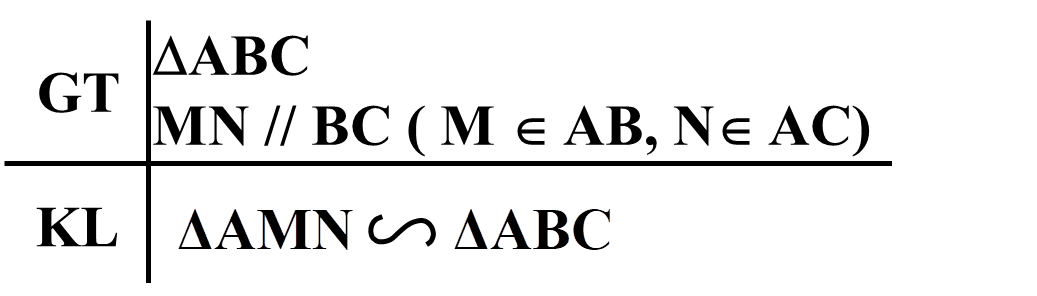 GT
ΔABC
MN // BC ( M ∈ AB, N∈ AC)
KL
ΔAMN ∽ ΔABC